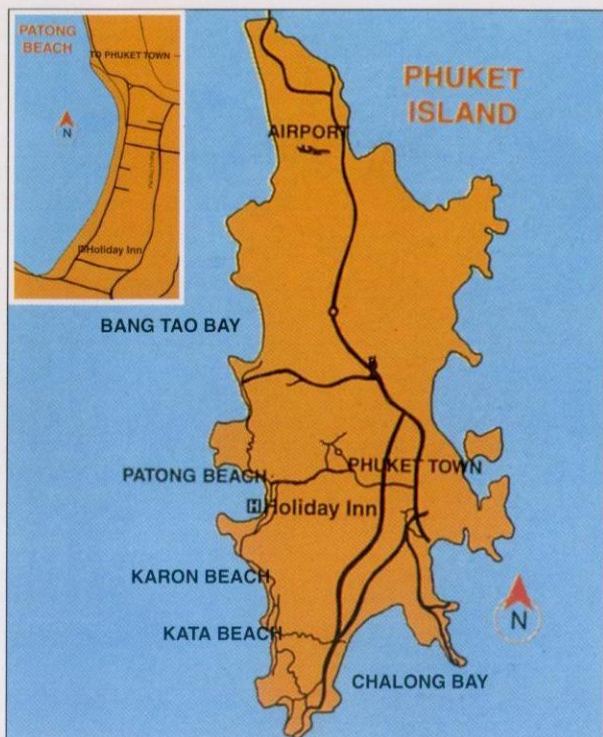 PATONG
BEACH
TO PHUKET TOWN
N
H Holiday Inn
PHUKET
ISLAND
AIRPORT
BANG TAO BAY
PATONG BEACH
PHUKET TOWN
H Holiday Inn
KARON BEACH
KATA BEACH
CHALONG BAY
N